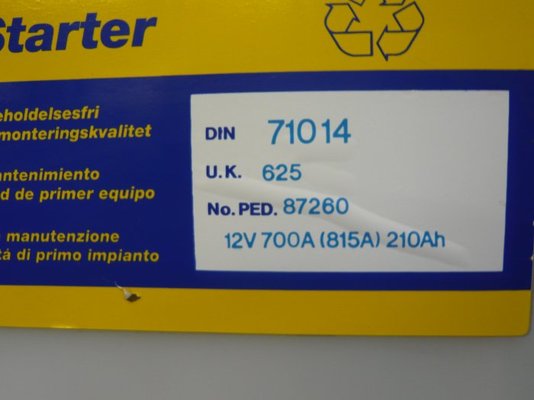 Starter
eholdelsesfri
monteringskvalitet
ntenimiento
d de primer equipo
manutenzione
tá di primo impianto
DIN 71014
U.K. 625
No.PED. 87260
12V 700A (815A) 210Ah